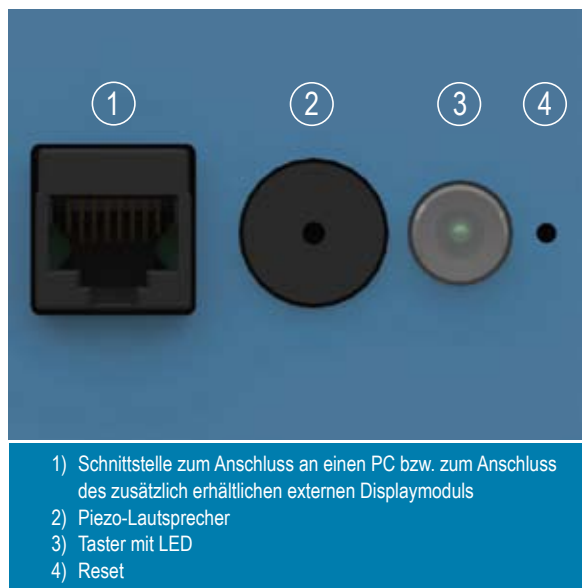 1 2 3 4
1) Schnittstelle zum Anschluss an einen PC bzw. zum Anschluss
des zusätzlich erhältlichen externen Displaymoduls
2) Piezo-Lautsprecher
3) Taster mit LED
4) Reset